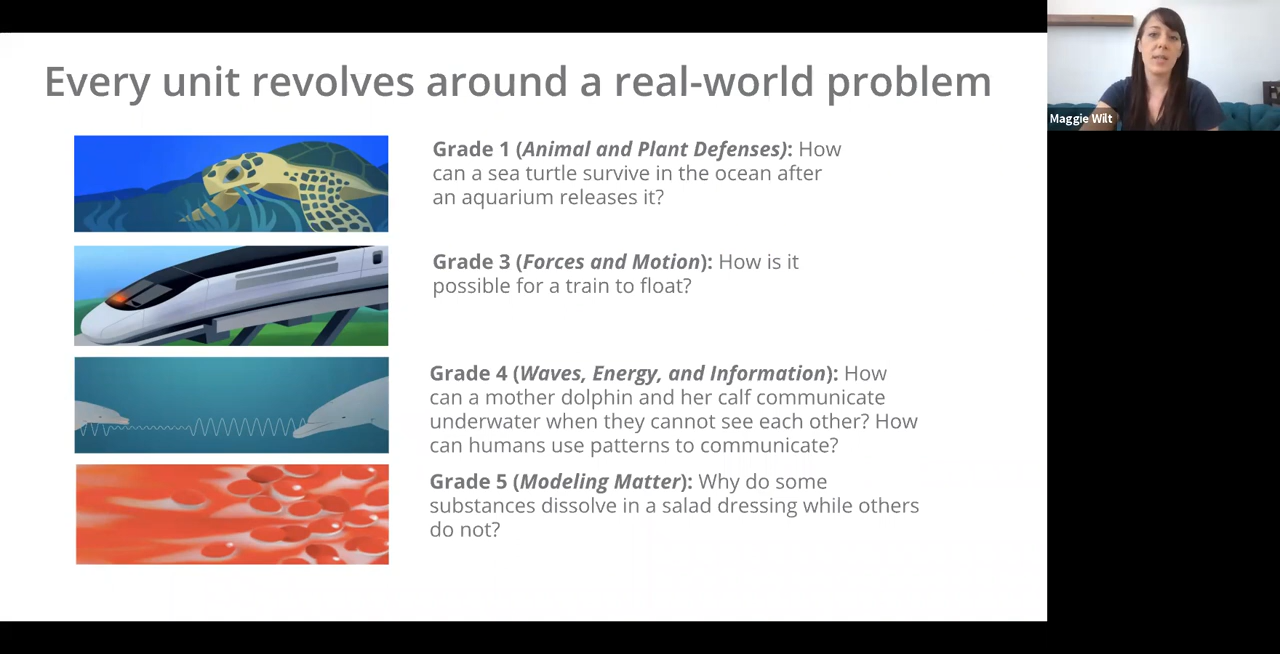 Every unit revolves around a real-world problem
Grade 1 (Animal and Plant Defenses): How
can a sea turtle survive in the ocean after
an aquarium releases it?
Grade 3 (Forces and Motion): How is it
possible for a train to float?
Grade 4 (Waves, Energy, and Information): How
can a mother dolphin and her calf communicate
underwater when they cannot see each other? How
can humans use patterns to communicate?
Grade 5 (Modeling Matter): Why do some
substances dissolve in a salad dressing while others
do not?
Maggie Wilt